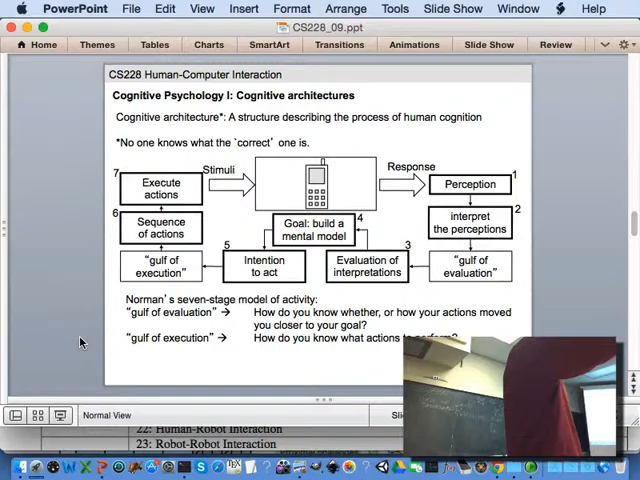 PowerPoint File Edit View Insert Format Arrange Tools Slide Show Window Help
CS228_09.ppt
Home Themes Tables Charts SmartArt Transitions Animations Slide Show Review
CS228 Human-Computer Interaction
Cognitive Psychology I: Cognitive architectures
Cognitive architecture*: A structure describing the process of human cognition
*No one knows what the `correct' one is.
7 Stimuli Response 1
Execute
actions
Perception
6
Sequence
of actions
4
Goal: build a
mental model
2
interpret
the perceptions
"gulf of
execution"
5
Intention
to act
3
Evaluation of
interpretations
"gulf of
evaluation"
Norman's seven-stage model of activity:
"gulf of evaluation" → How do you know whether, or how your actions moved
you closer to your goal?
"gulf of execution" → How do you know what actions to perform?
Normal View
22: Human-Robot Interaction
23: Robot-Robot Interaction